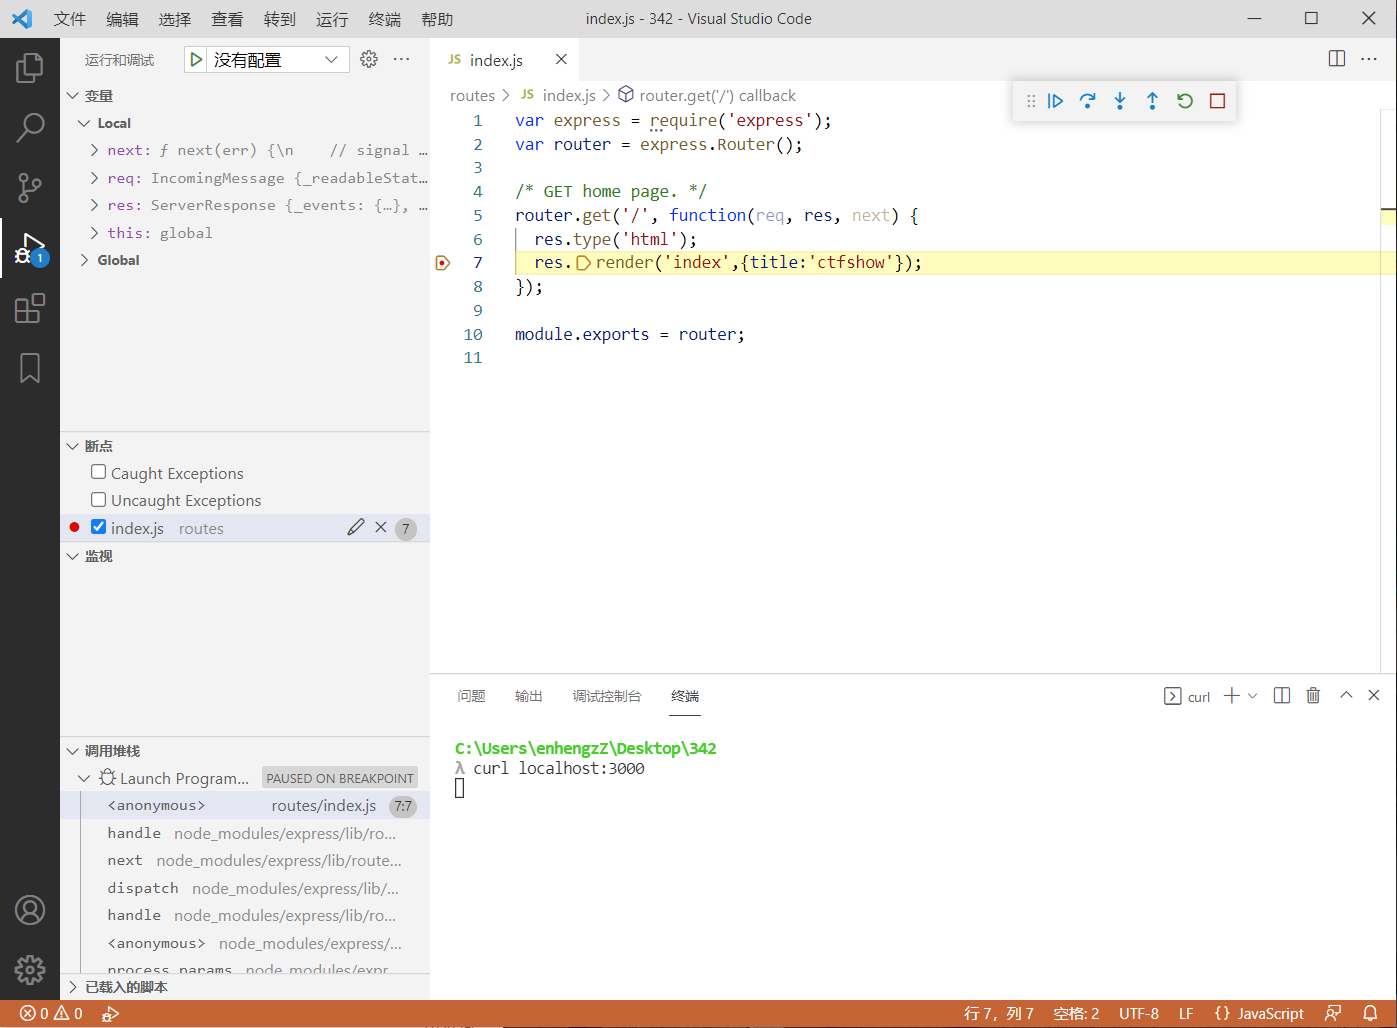 文件 编辑 选择 查看 转到 运行 终端 帮助 index.js - 342 - Visual Studio Code
运行和调试 没有配置
变量
Local
next: ƒ next(err) {\n // signal …
req: IncomingMessage {_readableStat…
res: ServerResponse {_events: {…}, …
this: global
Global
断点
Caught Exceptions
Uncaught Exceptions
index.js routes 7
监视
调用堆栈
Launch Program... PAUSED ON BREAKPOINT
<anonymous> routes/index.js 7:7
handle node_modules/express/lib/ro...
next node_modules/express/lib/route...
dispatch node_modules/express/lib/...
handle node_modules/express/lib/ro...
<anonymous> node_modules/express/...
process_params node_modules/expr
已载入的脚本
1
JS index.js
routes > JS index.js > router.get('/') callback
1 var express = require('express');
2 var router = express.Router();
3
4 /* GET home page. */
5 router.get('/', function(req, res, next) {
6 res.type('html');
7 res.render('index',{title:'ctfshow'});
8 });
9
10 module.exports = router;
11
问题 输出 调试控制台 终端 curl
C:\Users\enhengzZ\Desktop\342
λ curl localhost:3000
0 0 行 7，列 7 空格: 2 UTF-8 LF {} JavaScript